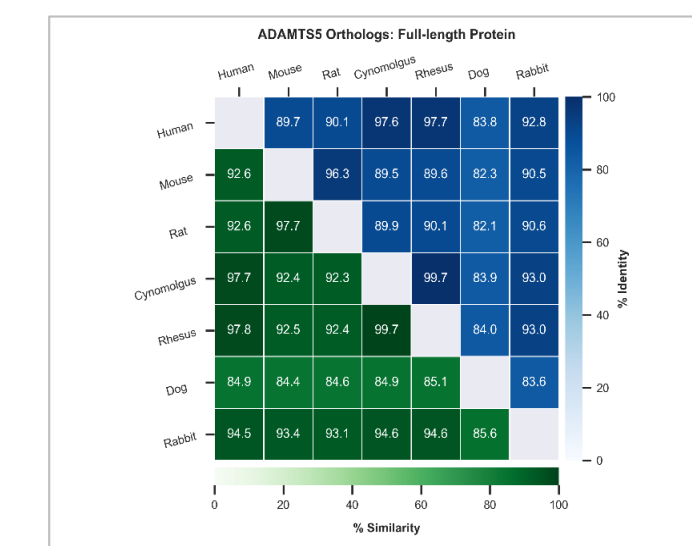 ADAMTS5 Orthologs: Full-length Protein
Human Mouse Rat Cynomolgus Rhesus Dog Rabbit
Human 89.7 90.1 97.6 97.7 83.8 92.8
Mouse 92.6 96.3 89.5 89.6 82.3 90.5
Rat 92.6 97.7 89.9 90.1 82.1 90.6
Cynomolgus 97.7 92.4 92.3 99.7 83.9 93.0
Rhesus 97.8 92.5 92.4 99.7 84.0 93.0
Dog 84.9 84.4 84.6 84.9 85.1 83.6
Rabbit 94.5 93.4 93.1 94.6 94.6 85.6
100
80
60
40
20
0
% Identity
0 20 40 60 80 100
% Similarity